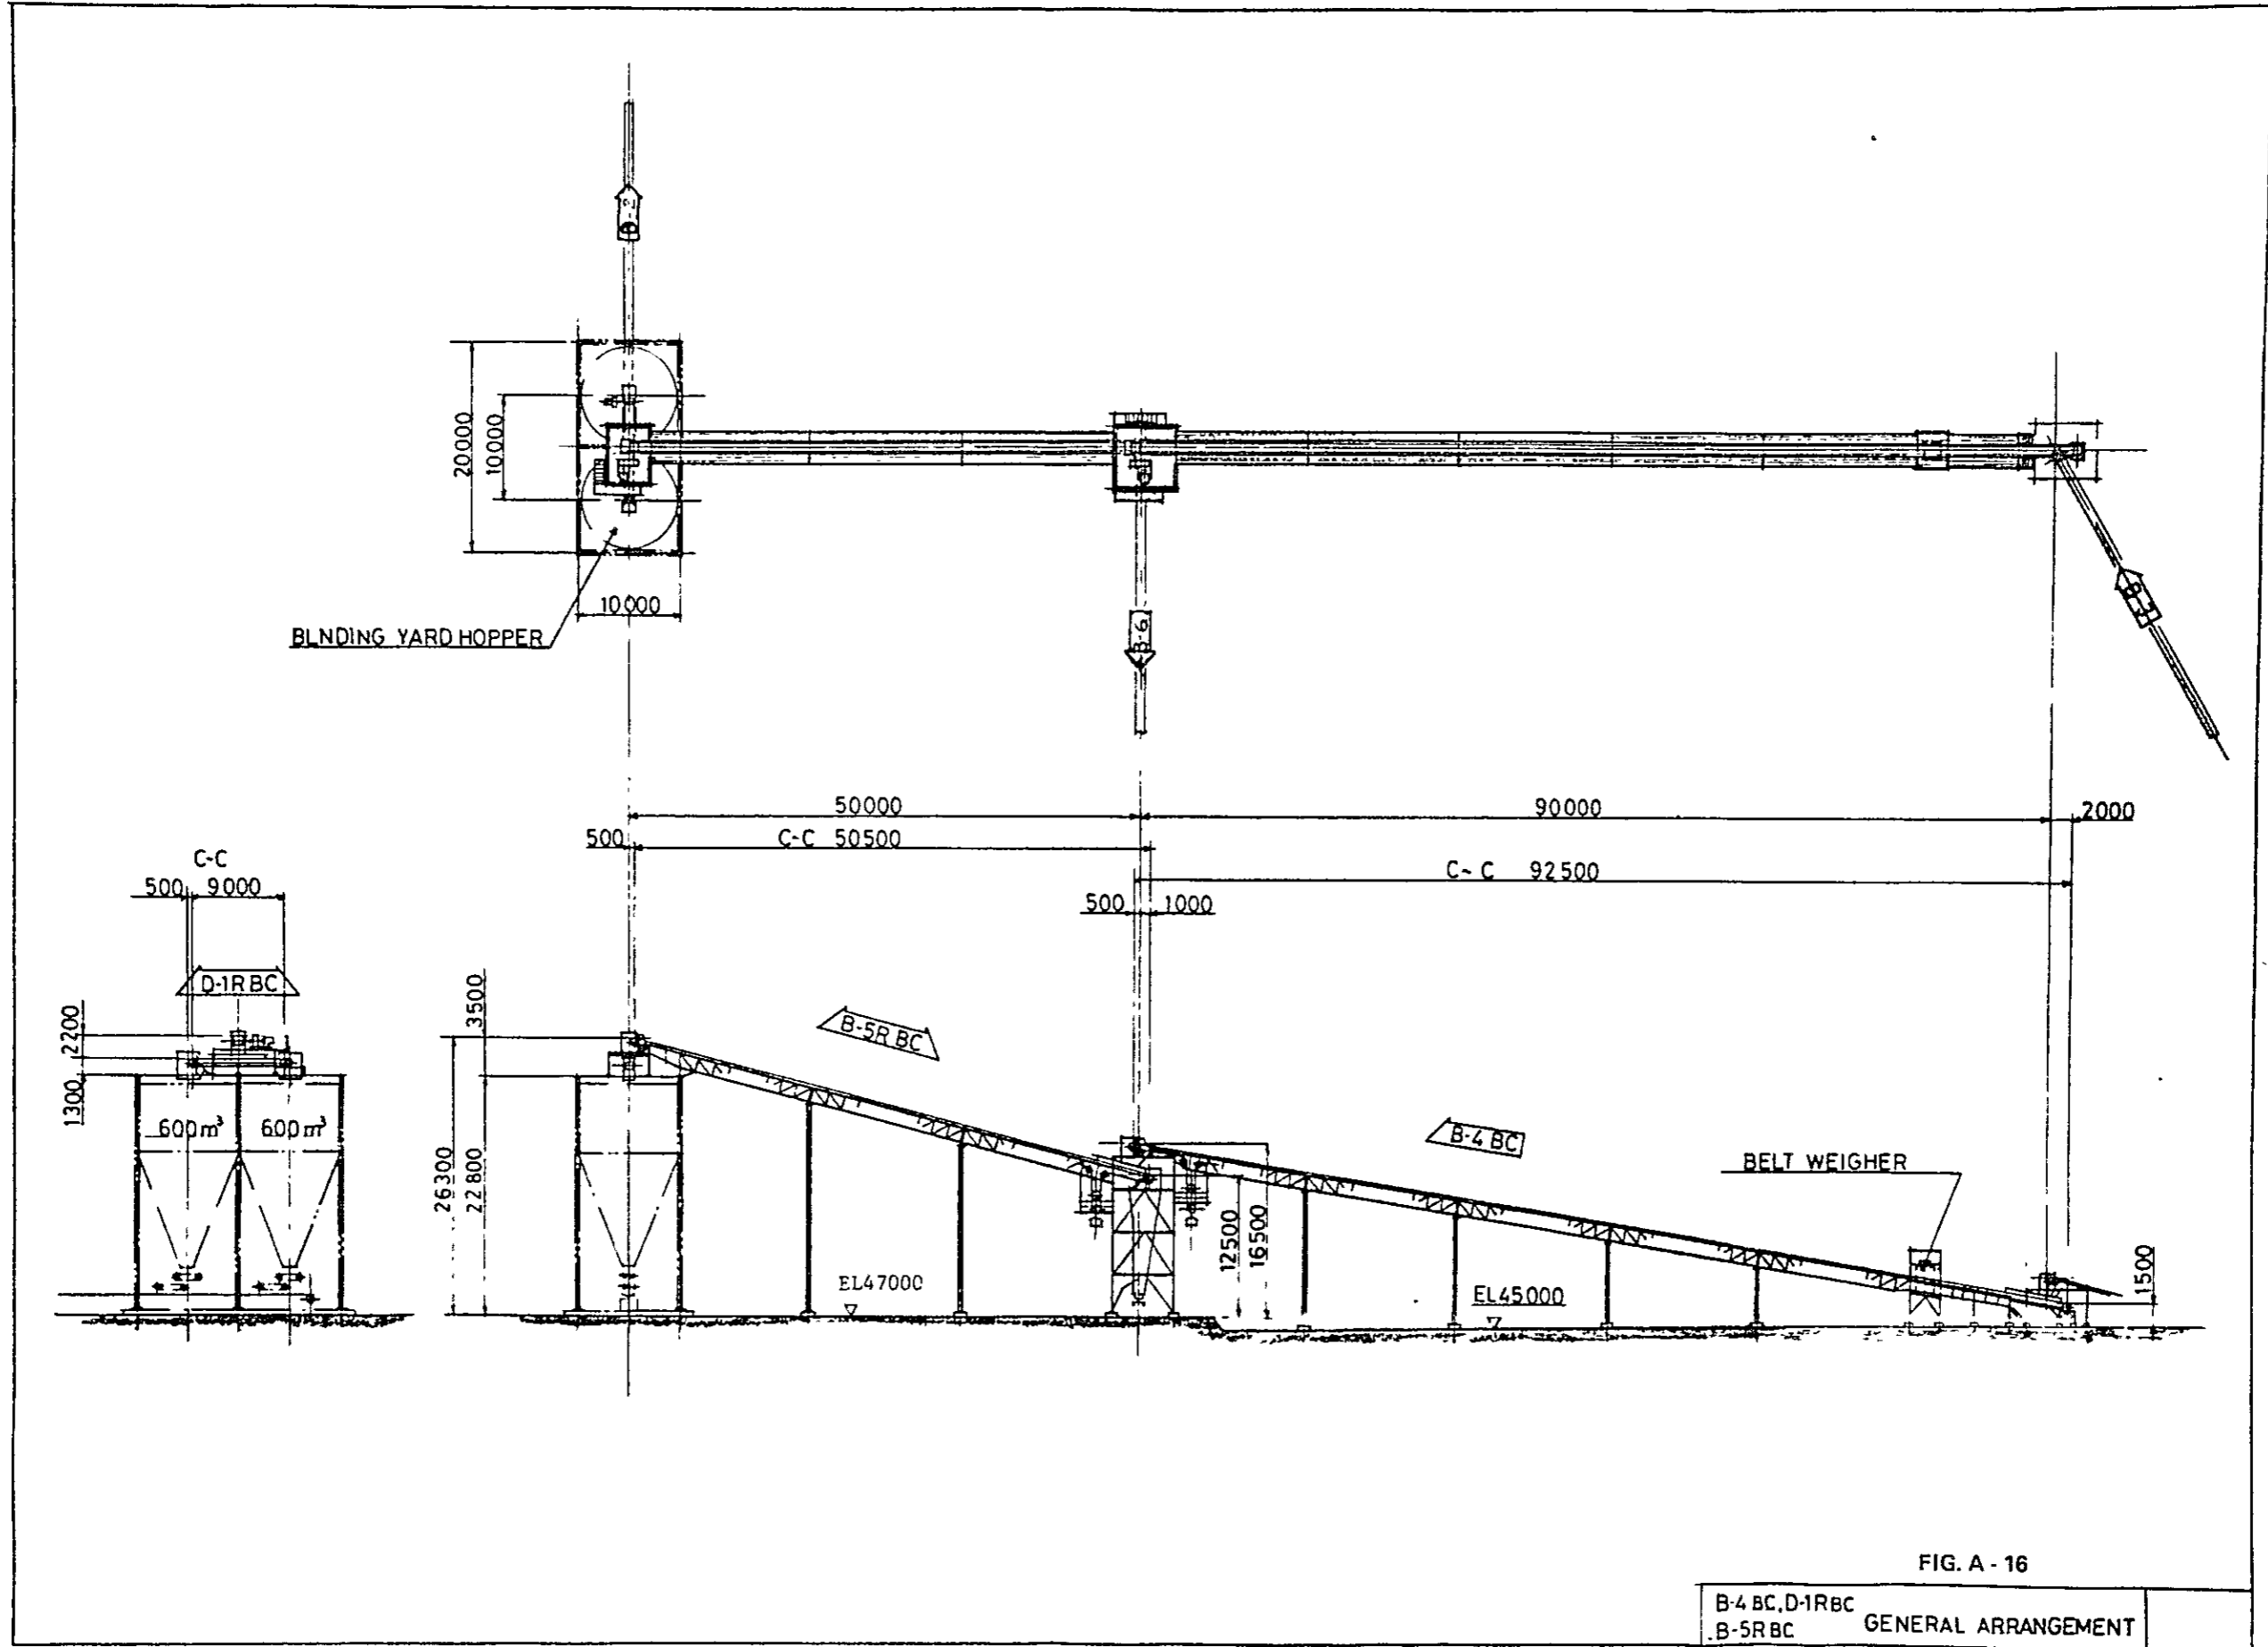 20000
10000
10000
BLNDING YARD HOPPER
B-6
50000
90000
2000
500
C-C 50500
C-C
C~C 92500
500
9000
500
1000
D-1R BC
2200
1300
3500
B-5R BC
600m³
600m³
26300
22800
B-4 BC
BELT WEIGHER
12500
16500
1500
EL47000
EL45000
FIG. A - 16
B-4 BC, D-1R BC
B-5R BC
GENERAL ARRANGEMENT